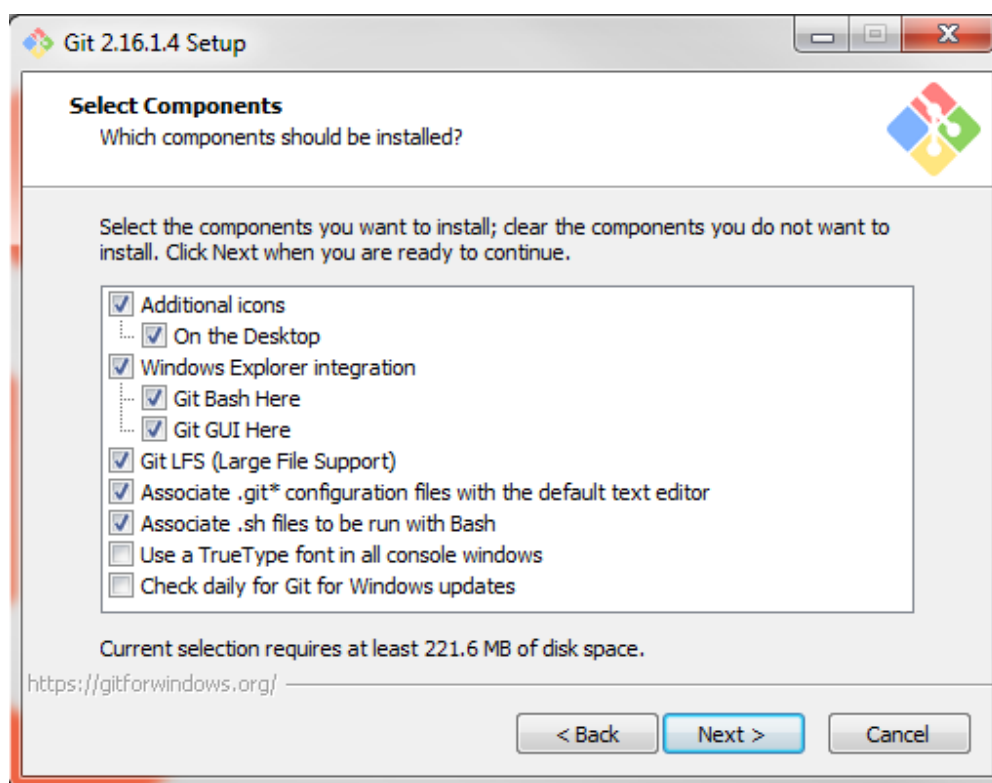 Git 2.16.1.4 Setup
Select Components
Which components should be installed?
Select the components you want to install; clear the components you do not want to
install. Click Next when you are ready to continue.
Additional icons
On the Desktop
Windows Explorer integration
Git Bash Here
Git GUI Here
Git LFS (Large File Support)
Associate .git* configuration files with the default text editor
Associate .sh files to be run with Bash
Use a TrueType font in all console windows
Check daily for Git for Windows updates
Current selection requires at least 221.6 MB of disk space.
https://gitforwindows.org/
< Back Next > Cancel